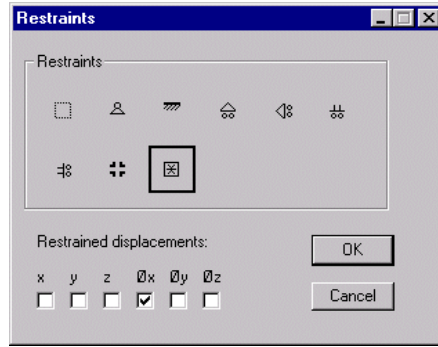 Restraints
Restraints
Restrained displacements:
x y z Øx Øy Øz
OK
Cancel